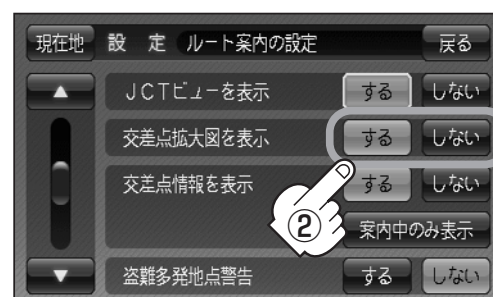 現在地 設 定 ルート案内の設定 戻る
▲ JCTビューを表示 する しない
交差点拡大図を表示 する しない
交差点情報を表示 する しない
② 案内中のみ表示
▼ 盗難多発地点警告 する しない